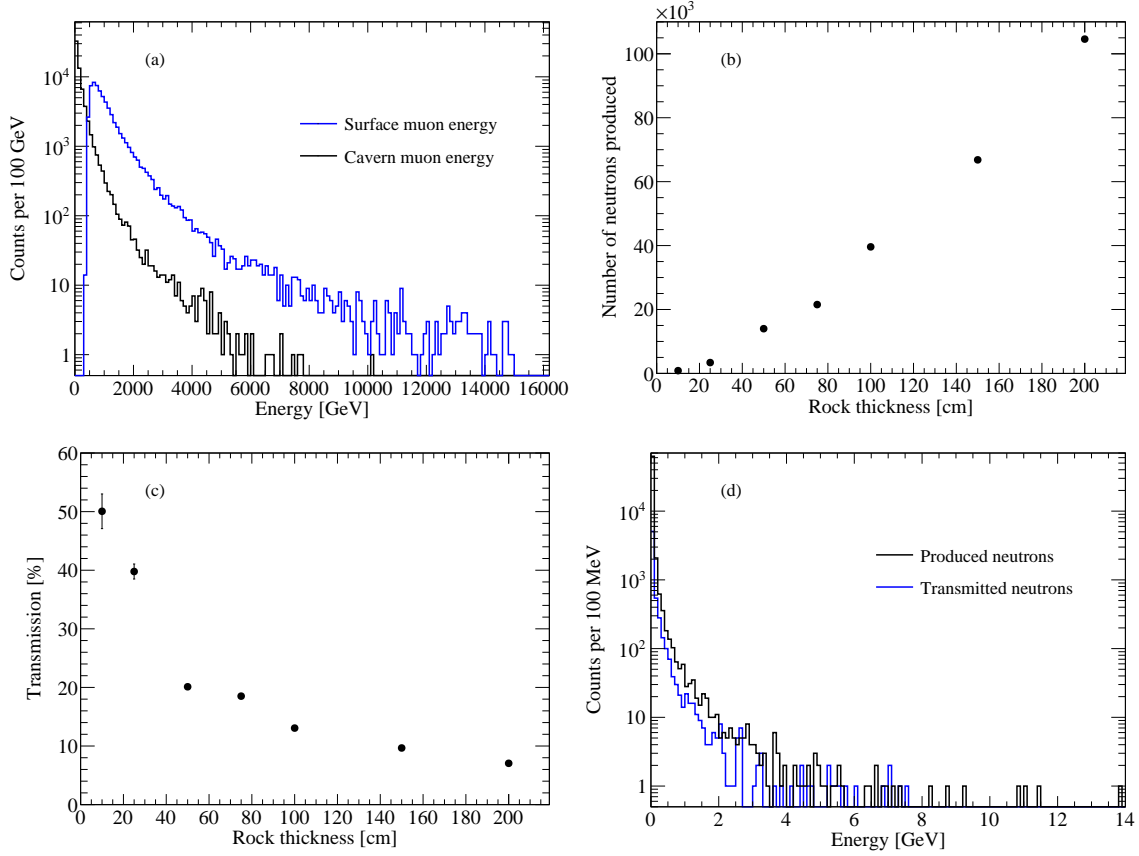 (a)
Surface muon energy
Cavern muon energy
Counts per 100 GeV
10⁴
10³
10²
10
1
0 2000 4000 6000 8000 10000 12000 14000 16000
Energy [GeV]
×10³
(b)
Number of neutrons produced
100
80
60
40
20
0
0 20 40 60 80 100 120 140 160 180 200
Rock thickness [cm]
(c)
Transmission [%]
60
50
40
30
20
10
0
0 20 40 60 80 100 120 140 160 180 200
Rock thickness [cm]
(d)
Produced neutrons
Transmitted neutrons
Counts per 100 MeV
10⁴
10³
10²
10
1
0 2 4 6 8 10 12 14
Energy [GeV]